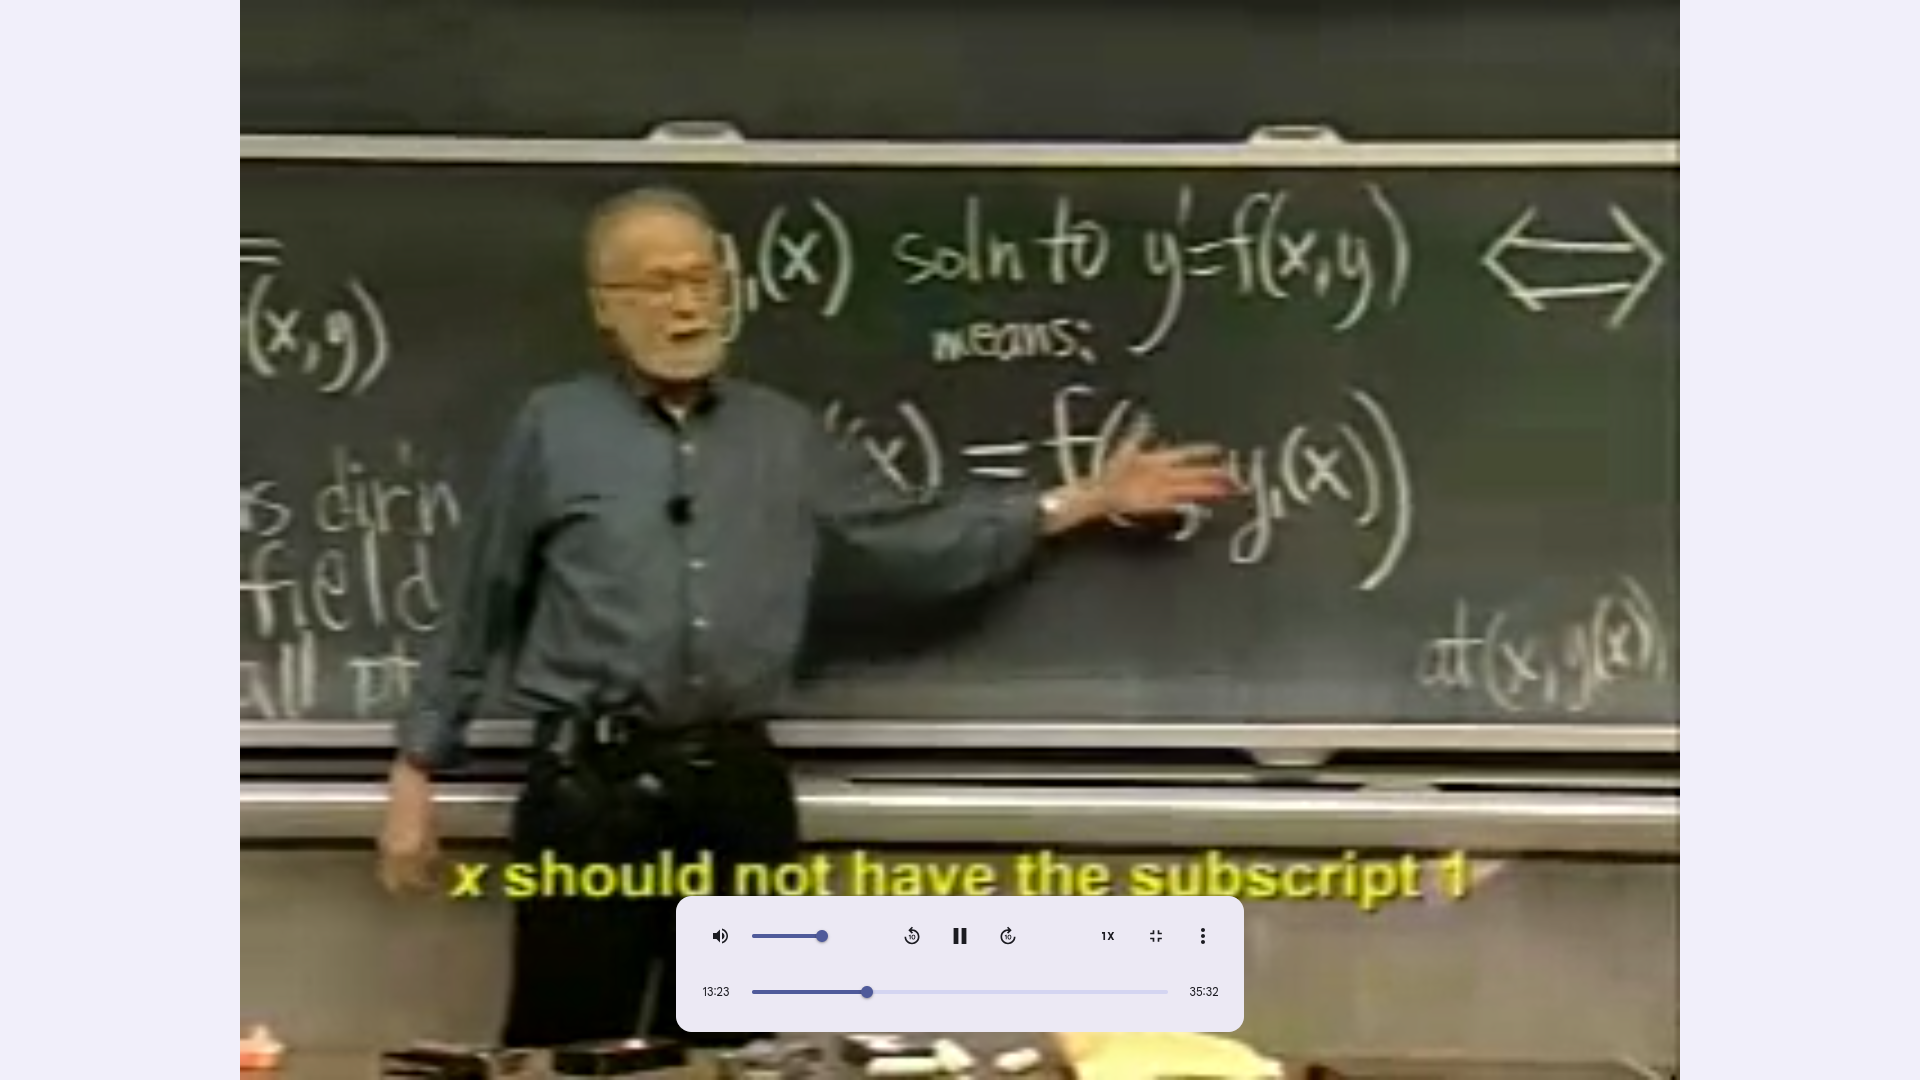 y₁(x) soln to y'=f(x,y) ⇔
means:
(x,y)
'(x) = f( y₁(x))
dir'n
field
all pt
at (x, y(x))
x should not have the subscript 1
1X
13:23
35:32